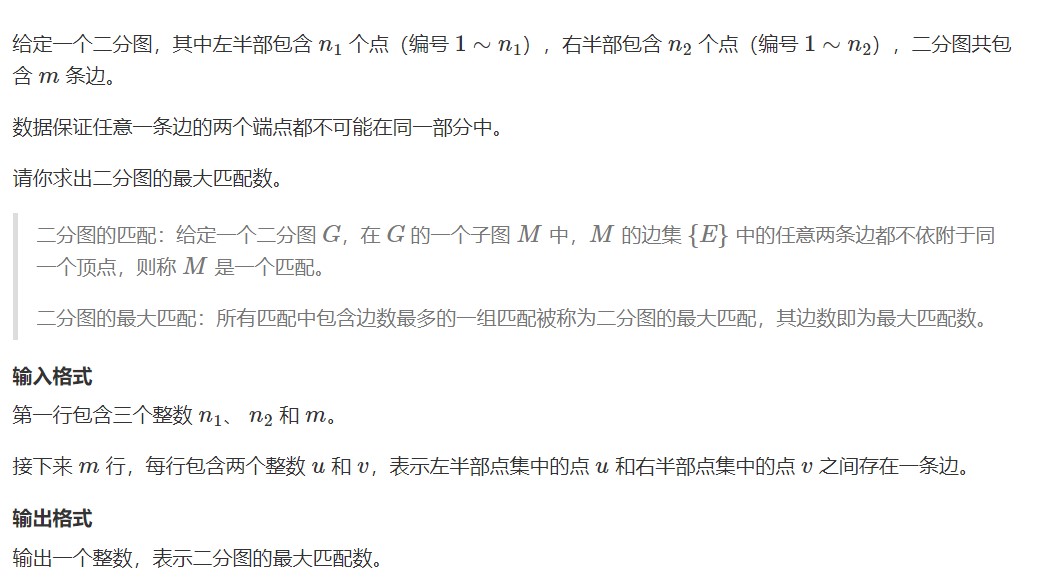 给定一个二分图，其中左半部包含 n₁ 个点（编号 1 ∼ n₁），右半部包含 n₂ 个点（编号 1 ∼ n₂），二分图共包
含 m 条边。
数据保证任意一条边的两个端点都不可能在同一部分中。
请你求出二分图的最大匹配数。
二分图的匹配：给定一个二分图 G，在 G 的一个子图 M 中，M 的边集 {E} 中的任意两条边都不依附于同
一个顶点，则称 M 是一个匹配。
二分图的最大匹配：所有匹配中包含边数最多的一组匹配被称为二分图的最大匹配，其边数即为最大匹配数。
输入格式
第一行包含三个整数 n₁、 n₂ 和 m。
接下来 m 行，每行包含两个整数 u 和 v，表示左半部点集中的点 u 和右半部点集中的点 v 之间存在一条边。
输出格式
输出一个整数，表示二分图的最大匹配数。